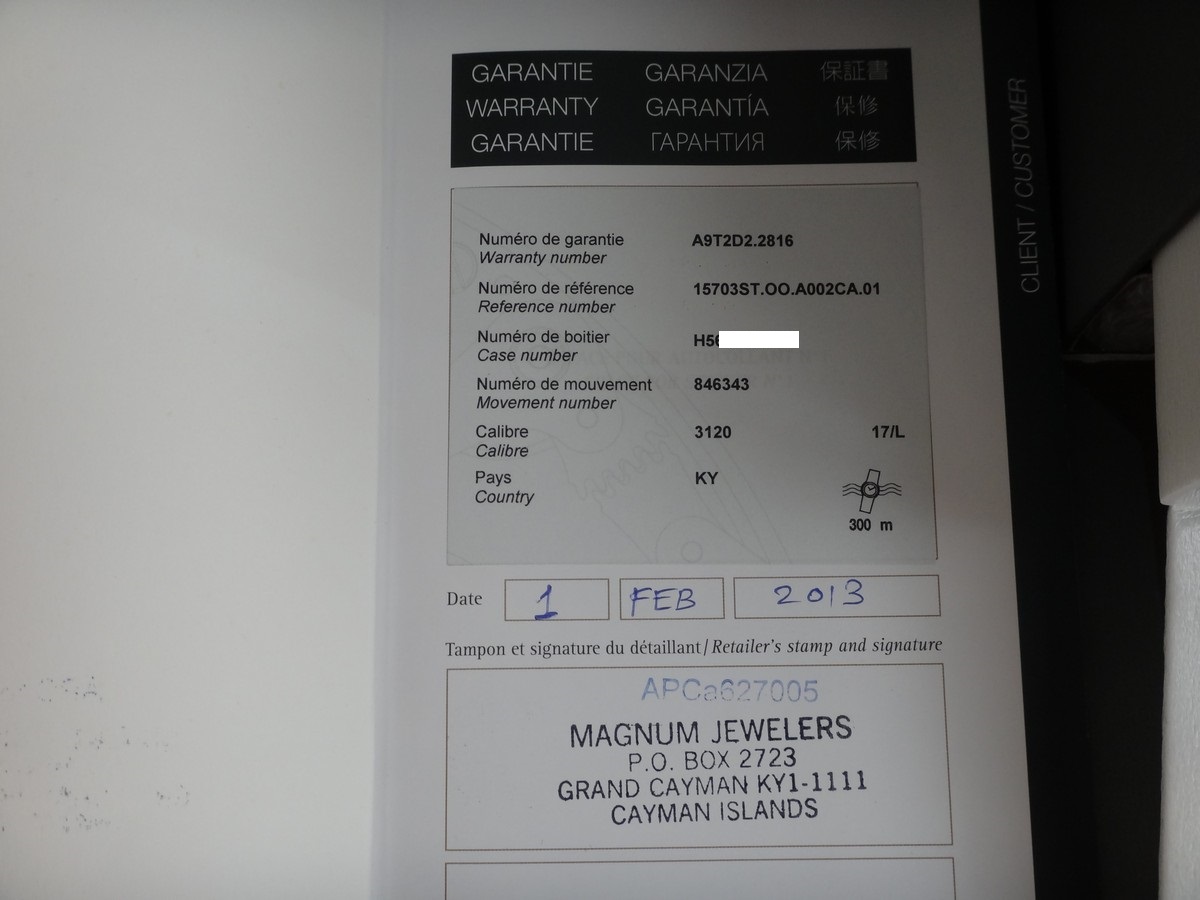 GARANTIE GARANZIA 保証書
WARRANTY GARANTÍA 保修
GARANTIE ГАРАНТИЯ 保修
CLIENT / CUSTOMER
Numéro de garantie A9T2D2.2816
Warranty number
Numéro de référence 15703ST.OO.A002CA.01
Reference number
Numéro de boitier H56
Case number
Numéro de mouvement 846343
Movement number
Calibre 3120 17/L
Calibre
Pays KY
Country
300 m
Date 1 FEB 2013
Tampon et signature du détaillant / Retailer's stamp and signature
APCa627005
MAGNUM JEWELERS
P.O. BOX 2723
GRAND CAYMAN KY1-1111
CAYMAN ISLANDS